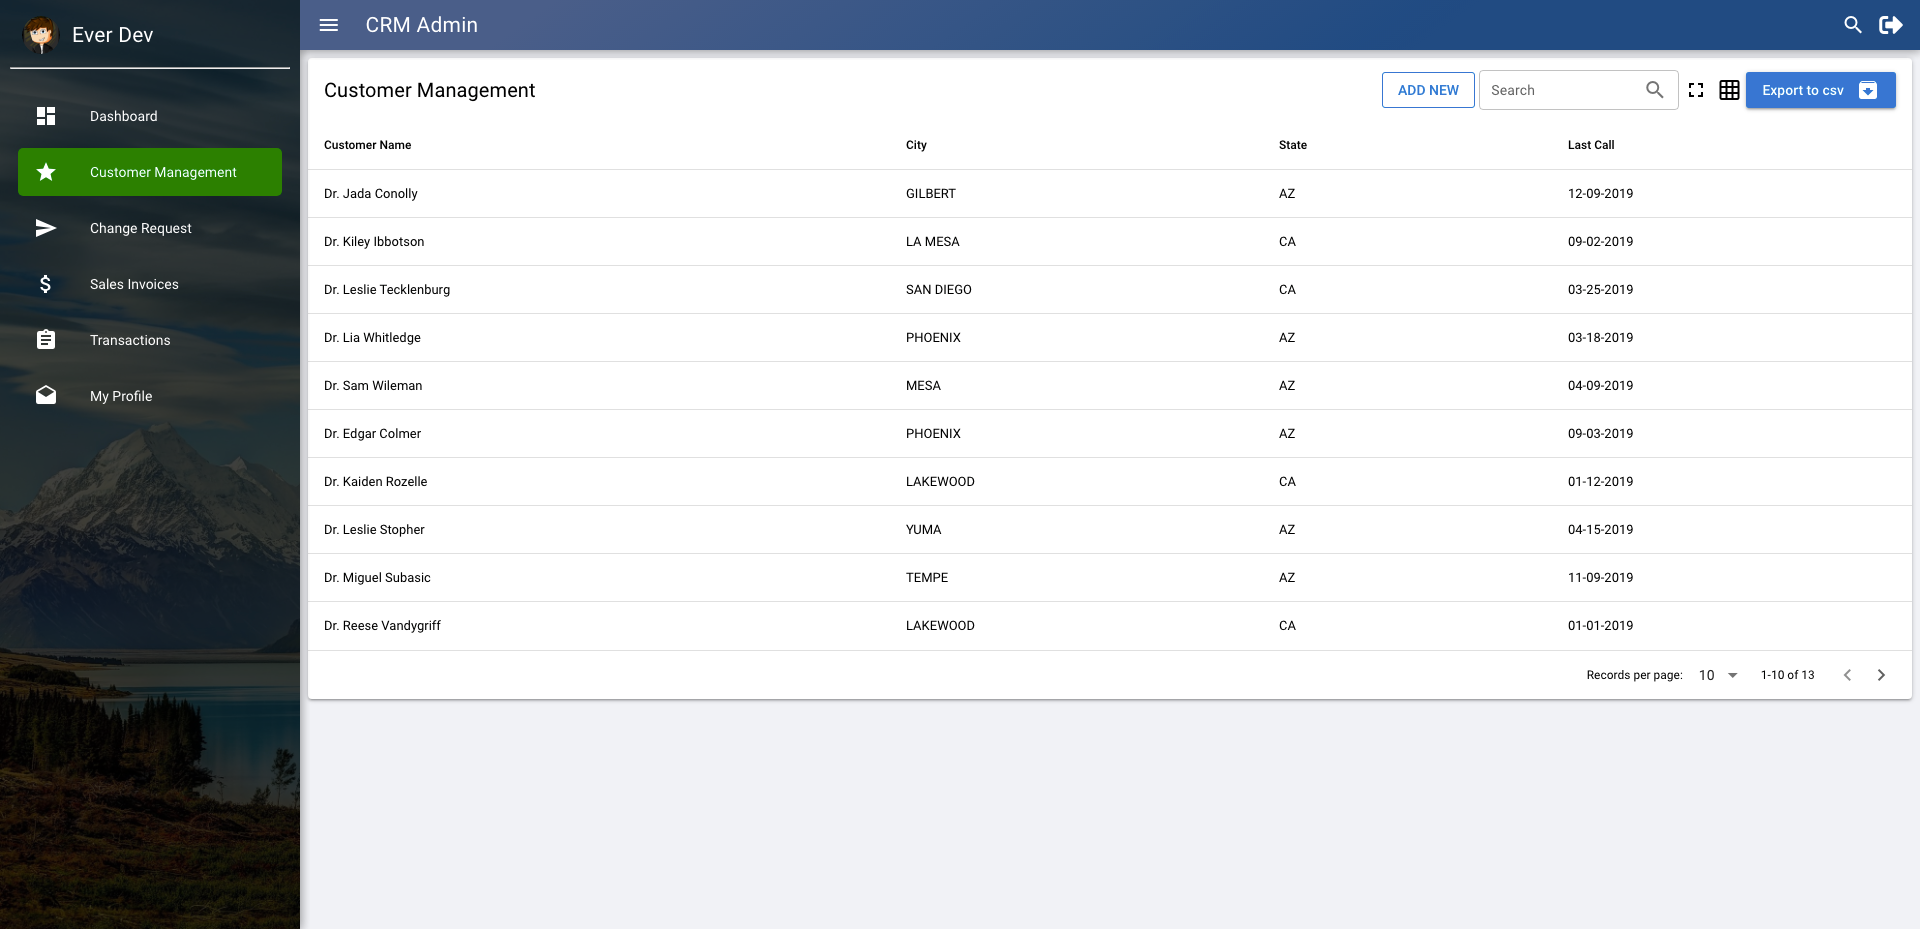 Ever Dev
CRM Admin
Dashboard
Customer Management
Change Request
Sales Invoices
Transactions
My Profile
Customer Management
ADD NEW
Search
Export to csv
Customer Name City State Last Call
Dr. Jada Conolly GILBERT AZ 12-09-2019
Dr. Kiley Ibbotson LA MESA CA 09-02-2019
Dr. Leslie Tecklenburg SAN DIEGO CA 03-25-2019
Dr. Lia Whitledge PHOENIX AZ 03-18-2019
Dr. Sam Wileman MESA AZ 04-09-2019
Dr. Edgar Colmer PHOENIX AZ 09-03-2019
Dr. Kaiden Rozelle LAKEWOOD CA 01-12-2019
Dr. Leslie Stopher YUMA AZ 04-15-2019
Dr. Miguel Subasic TEMPE AZ 11-09-2019
Dr. Reese Vandygriff LAKEWOOD CA 01-01-2019
Records per page: 10 1-10 of 13